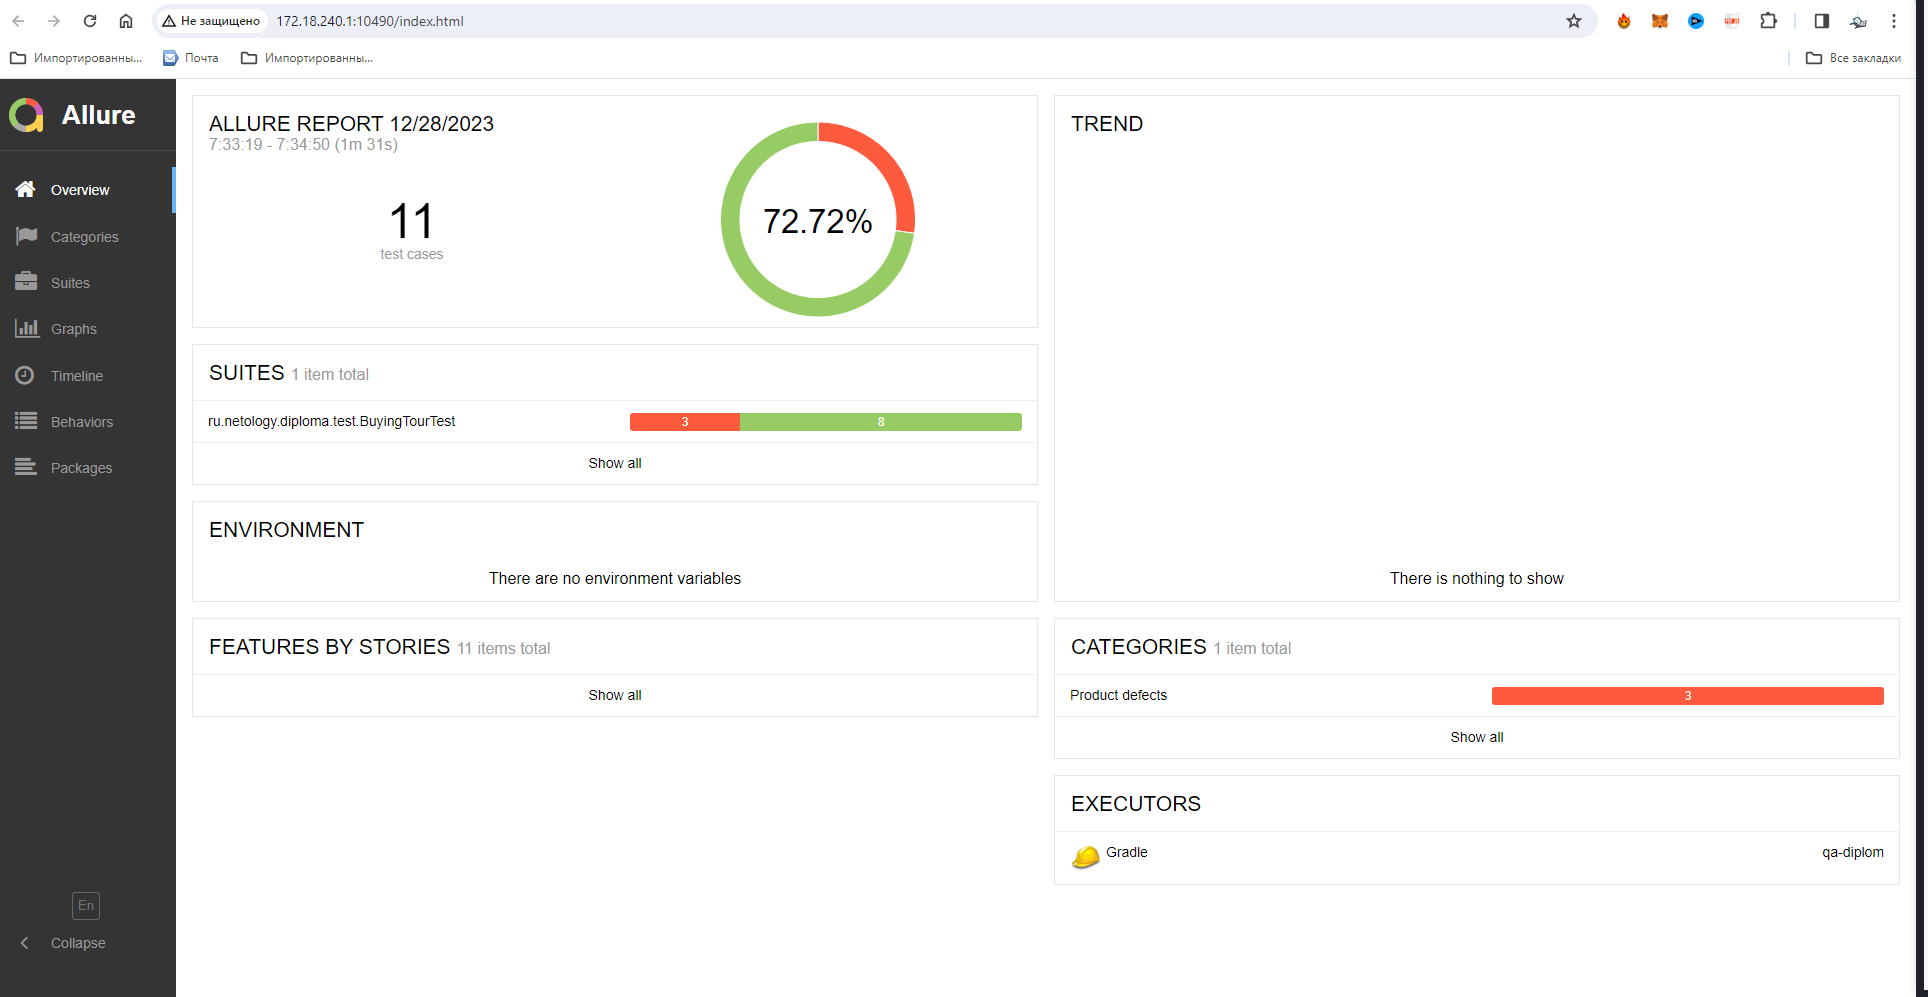 Не защищено
172.18.240.1:10490/index.html
Импортированны...
Почта
Импортированны...
Все закладки
Allure
Overview
Categories
Suites
Graphs
Timeline
Behaviors
Packages
En
Collapse
ALLURE REPORT 12/28/2023
7:33:19 - 7:34:50 (1m 31s)
11
test cases
72.72%
SUITES 1 item total
ru.netology.diploma.test.BuyingTourTest
3
8
Show all
ENVIRONMENT
There are no environment variables
FEATURES BY STORIES 11 items total
Show all
TREND
There is nothing to show
CATEGORIES 1 item total
Product defects
3
Show all
EXECUTORS
Gradle
qa-diplom